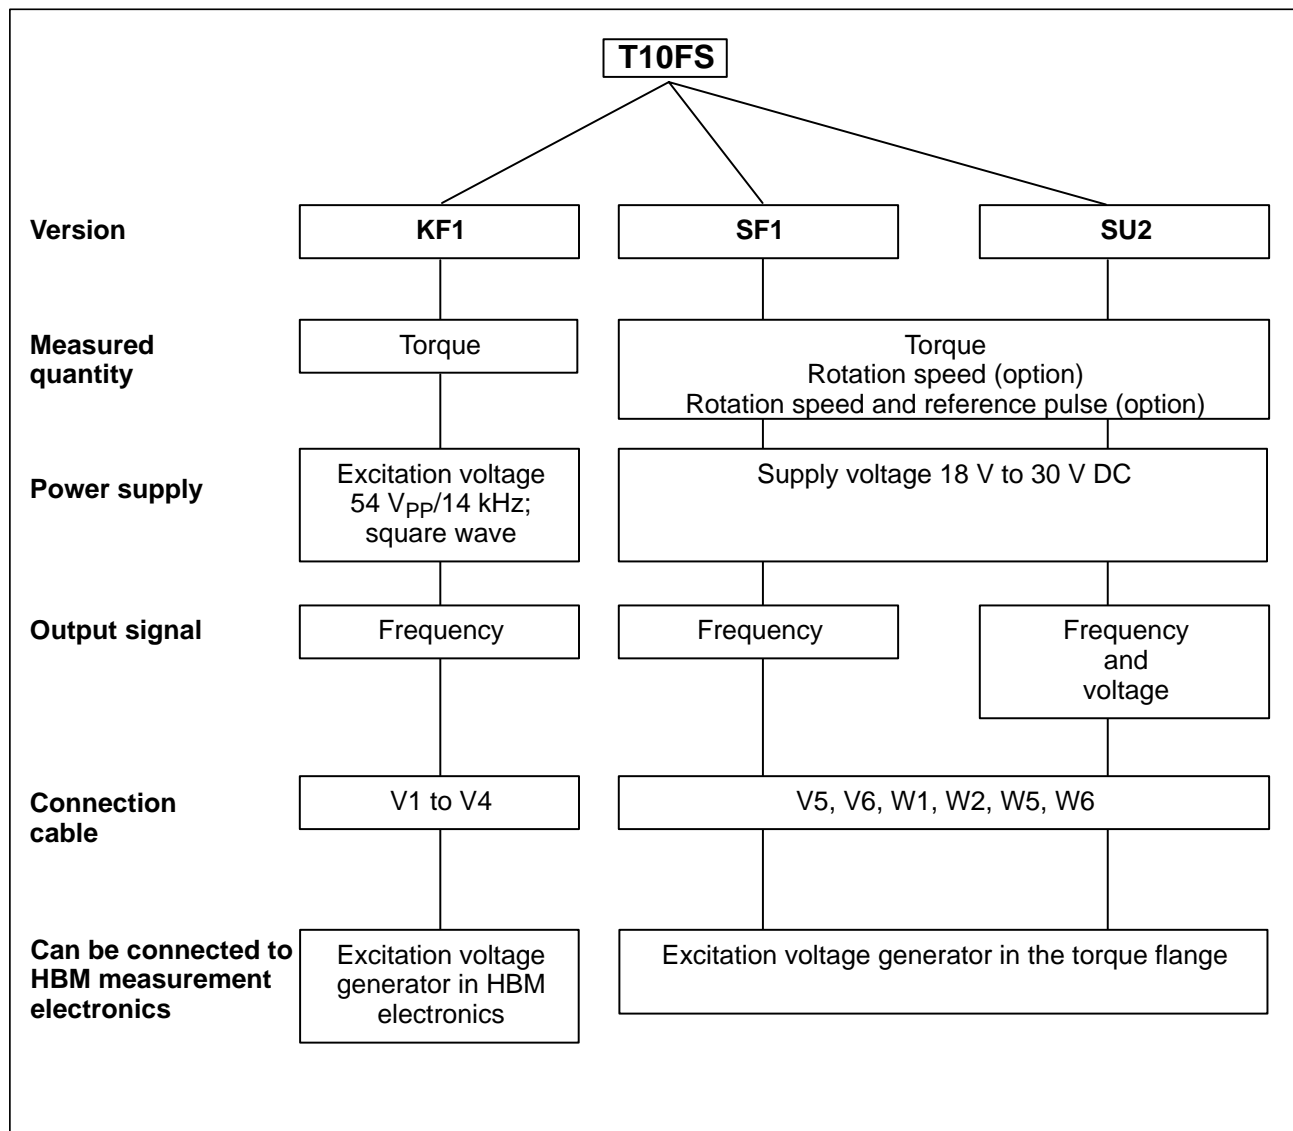 T10FS
Version
KF1
SF1
SU2
Measured
quantity
Torque
Torque
Rotation speed (option)
Rotation speed and reference pulse (option)
Power supply
Excitation voltage
54 VPP/14 kHz;
square wave
Supply voltage 18 V to 30 V DC
Output signal
Frequency
Frequency
Frequency
and
voltage
Connection
cable
V1 to V4
V5, V6, W1, W2, W5, W6
Can be connected to
HBM measurement
electronics
Excitation voltage
generator in HBM
electronics
Excitation voltage generator in the torque flange